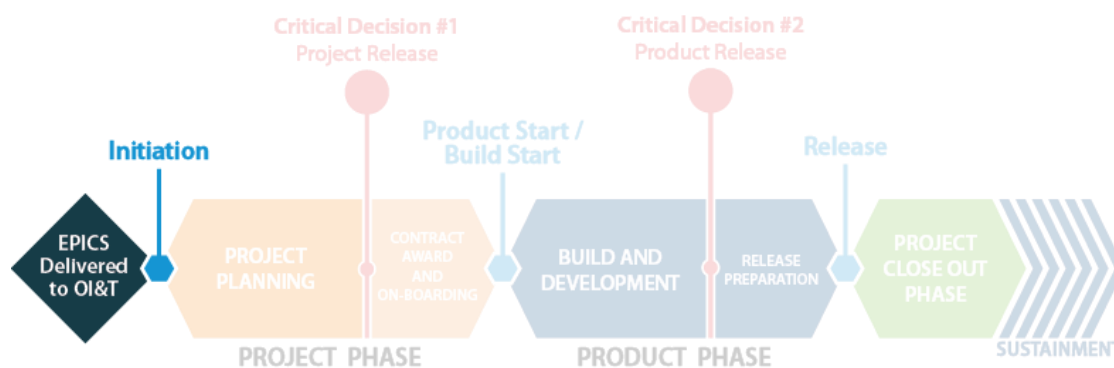 Critical Decision #1
Project Release
Critical Decision #2
Product Release
Initiation
Product Start /
Build Start
Release
EPICS
Delivered
to OI&T
PROJECT
PLANNING
CONTRACT
AWARD
AND
ON-BOARDING
BUILD AND
DEVELOPMENT
RELEASE
PREPARATION
PROJECT
CLOSE OUT
PHASE
PROJECT PHASE
PRODUCT PHASE
SUSTAINMENT